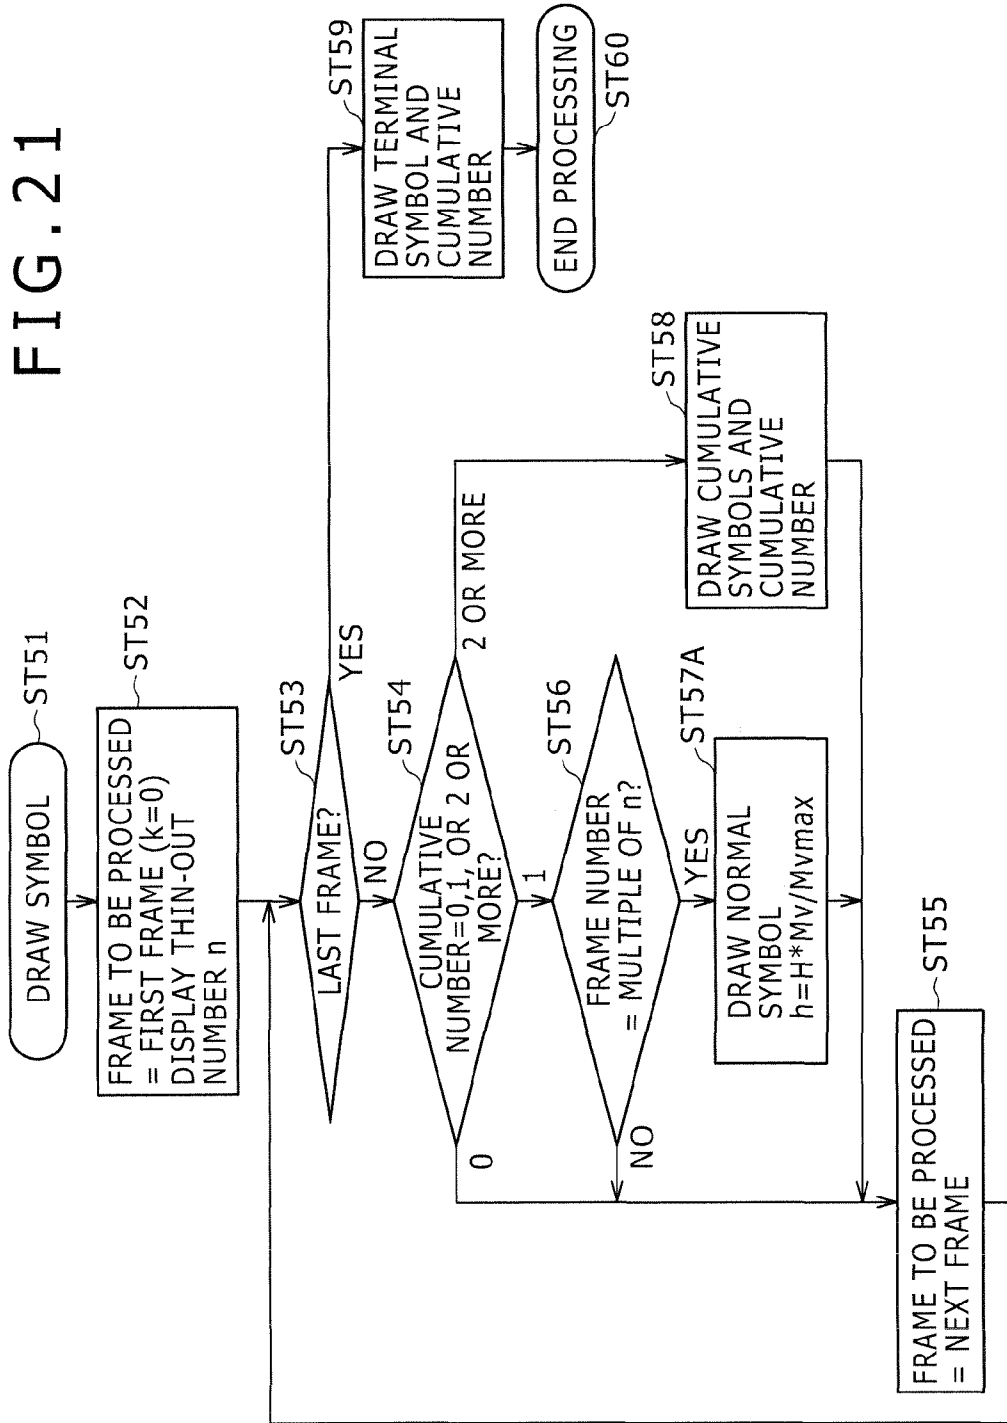 FIG.21
DRAW SYMBOL
ST51
FRAME TO BE PROCESSED
= FIRST FRAME (k=0)
DISPLAY THIN-OUT
NUMBER n
ST52
LAST FRAME?
ST53
YES
NO
CUMULATIVE
NUMBER=0,1, OR 2 OR
MORE?
ST54
0
1
2 OR MORE
FRAME NUMBER
= MULTIPLE OF n?
ST56
NO
YES
DRAW NORMAL
SYMBOL
h=H*Mv/Mvmax
ST57A
DRAW CUMULATIVE
SYMBOLS AND
CUMULATIVE
NUMBER
ST58
FRAME TO BE PROCESSED
= NEXT FRAME
ST55
DRAW TERMINAL
SYMBOL AND
CUMULATIVE
NUMBER
ST59
END PROCESSING
ST60